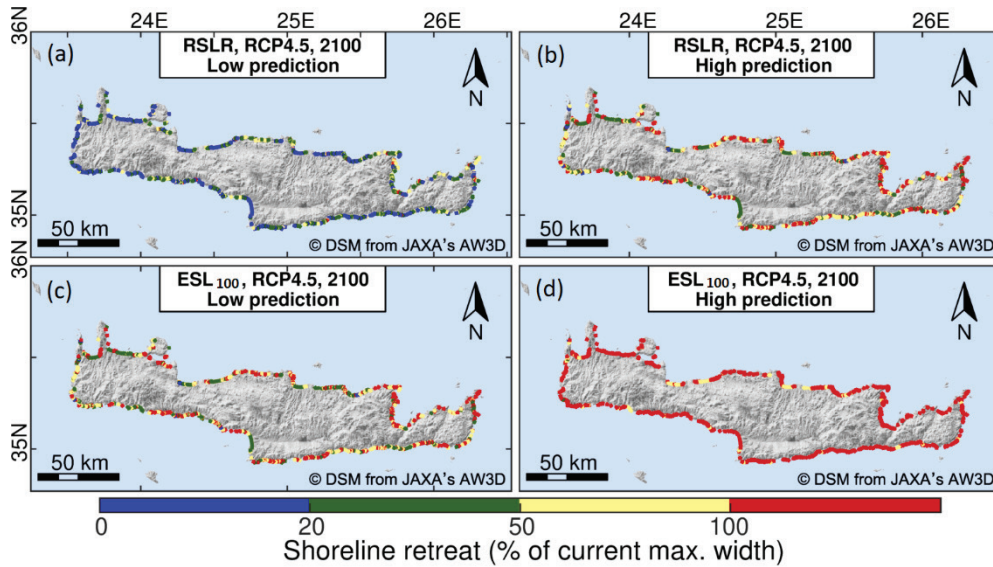 24E 25E 26E
36N
(a)
RSLR, RCP4.5, 2100
Low prediction
N
50 km
© DSM from JAXA's AW3D
35N
(b)
RSLR, RCP4.5, 2100
High prediction
N
50 km
© DSM from JAXA's AW3D
36N
(c)
ESL100, RCP4.5, 2100
Low prediction
N
50 km
© DSM from JAXA's AW3D
35N
(d)
ESL100, RCP4.5, 2100
High prediction
N
50 km
© DSM from JAXA's AW3D
0 20 50 100
Shoreline retreat (% of current max. width)